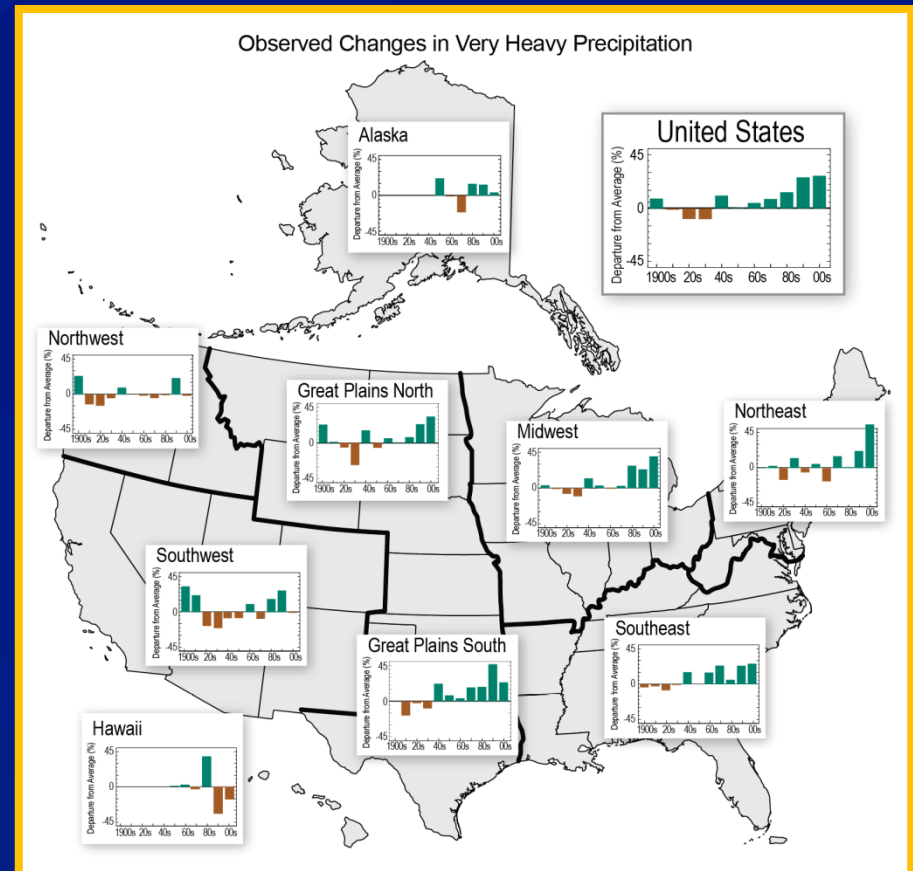 Observed Changes in Very Heavy Precipitation
Alaska
Departure from Average (%)
45
0
-45
1900s 20s 40s 60s 80s 00s
United States
Departure from Average (%)
45
0
-45
1900s 20s 40s 60s 80s 00s
Northwest
Departure from Average (%)
45
0
-45
1900s 20s 40s 60s 80s 00s
Great Plains North
Departure from Average (%)
45
0
-45
1900s 20s 40s 60s 80s 00s
Midwest
Departure from Average (%)
45
0
-45
1900s 20s 40s 60s 80s 00s
Northeast
Departure from Average (%)
45
0
-45
1900s 20s 40s 60s 80s 00s
Southwest
Departure from Average (%)
45
0
-45
1900s 20s 40s 60s 80s 00s
Great Plains South
Departure from Average (%)
45
0
-45
1900s 20s 40s 60s 80s 00s
Southeast
Departure from Average (%)
45
0
-45
1900s 20s 40s 60s 80s 00s
Hawaii
Departure from Average (%)
45
0
-45
1900s 20s 40s 60s 80s 00s